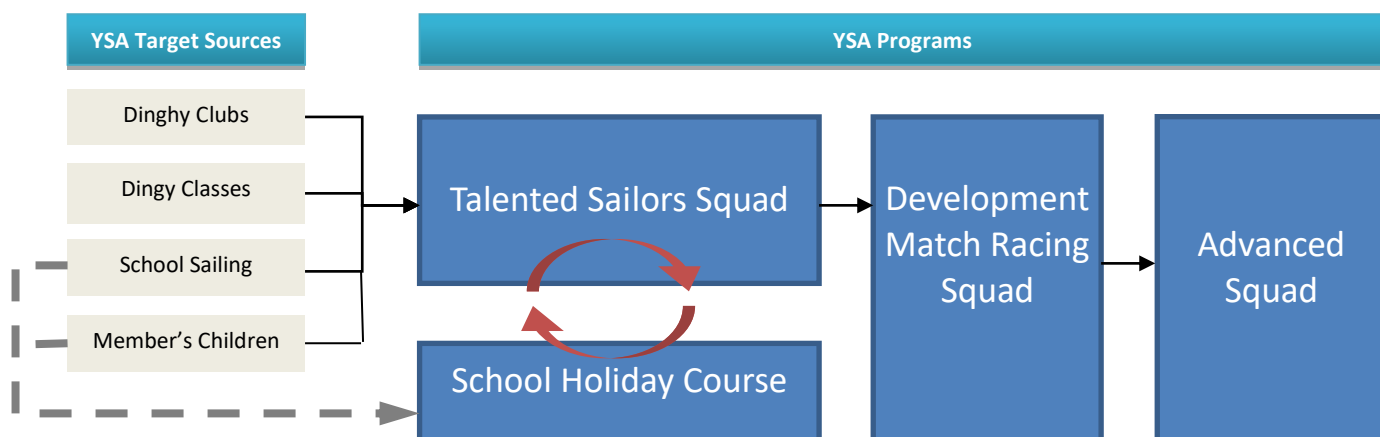 YSA Target Sources
YSA Programs
Dinghy Clubs
Dingy Classes
School Sailing
Member’s Children
Talented Sailors Squad
School Holiday Course
Development
Match Racing
Squad
Advanced
Squad